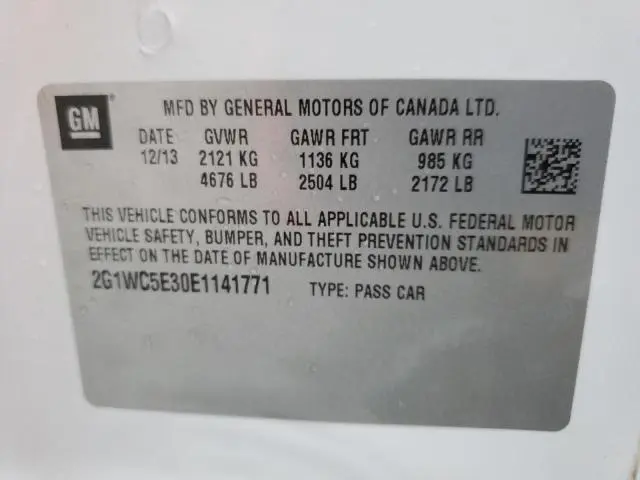 GM
MFD BY GENERAL MOTORS OF CANADA LTD.
DATE GVWR GAWR FRT GAWR RR
12/13 2121 KG 1136 KG 985 KG
4676 LB 2504 LB 2172 LB
THIS VEHICLE CONFORMS TO ALL APPLICABLE U.S. FEDERAL MOTOR
VEHICLE SAFETY, BUMPER, AND THEFT PREVENTION STANDARDS IN
EFFECT ON THE DATE OF MANUFACTURE SHOWN ABOVE.
2G1WC5E30E1141771 TYPE: PASS CAR